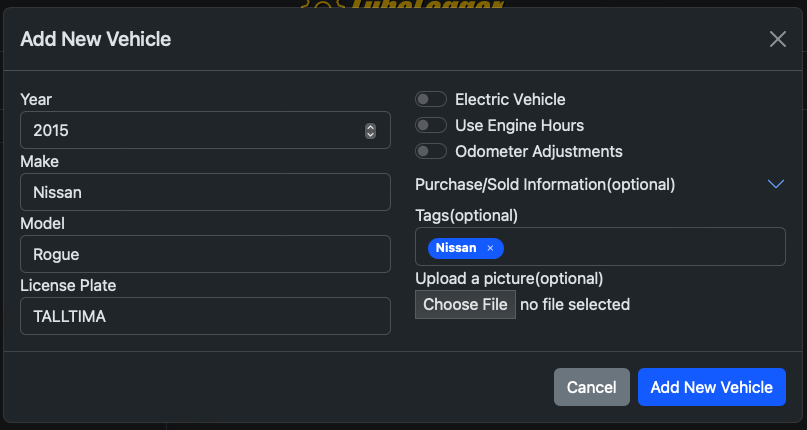 LubeLogger
Add New Vehicle
Year
2015
Make
Nissan
Model
Rogue
License Plate
TALLTIMA
Electric Vehicle
Use Engine Hours
Odometer Adjustments
Purchase/Sold Information(optional)
Tags(optional)
Nissan ×
Upload a picture(optional)
Choose File no file selected
Cancel
Add New Vehicle